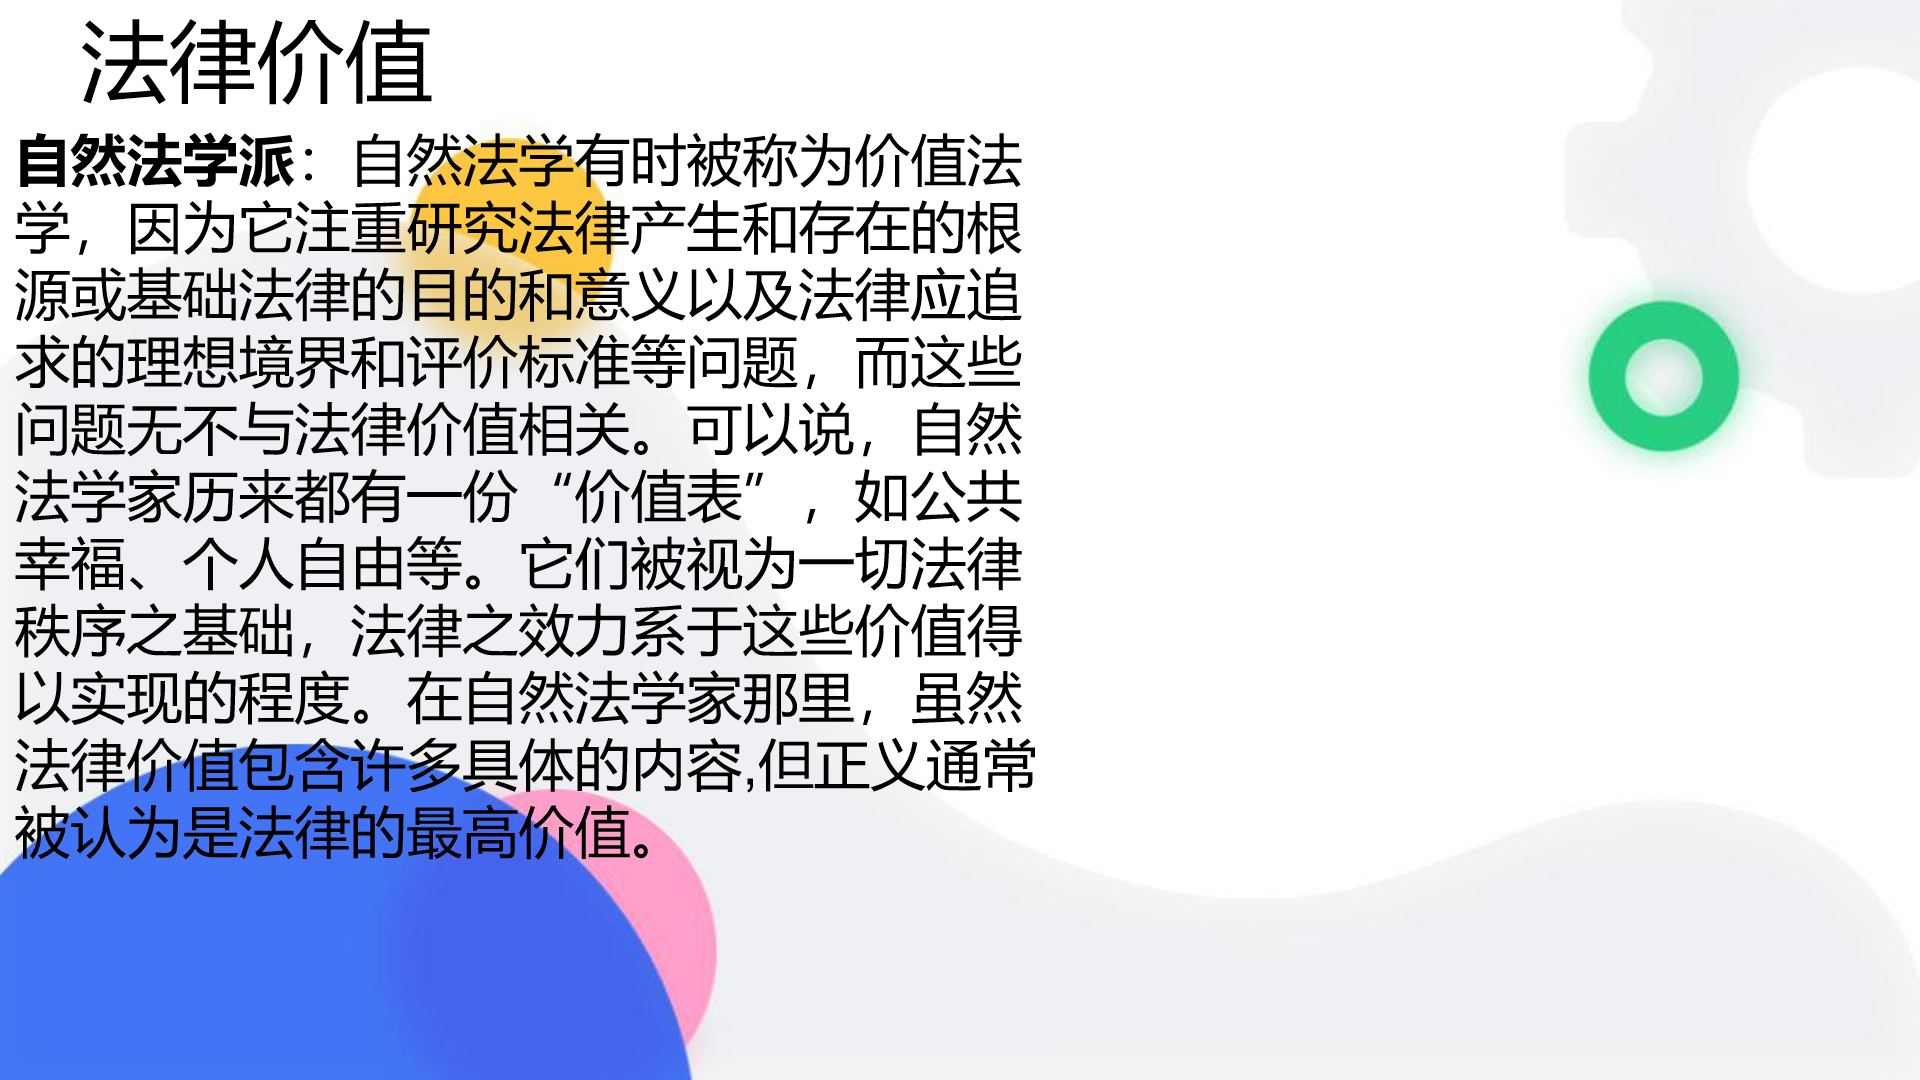 法律价值
自然法学派：自然法学有时被称为价值法
学，因为它注重研究法律产生和存在的根
源或基础法律的目的和意义以及法律应追
求的理想境界和评价标准等问题，而这些
问题无不与法律价值相关。可以说，自然
法学家历来都有一份“价值表”，如公共
幸福、个人自由等。它们被视为一切法律
秩序之基础，法律之效力系于这些价值得
以实现的程度。在自然法学家那里，虽然
法律价值包含许多具体的内容,但正义通常
被认为是法律的最高价值。